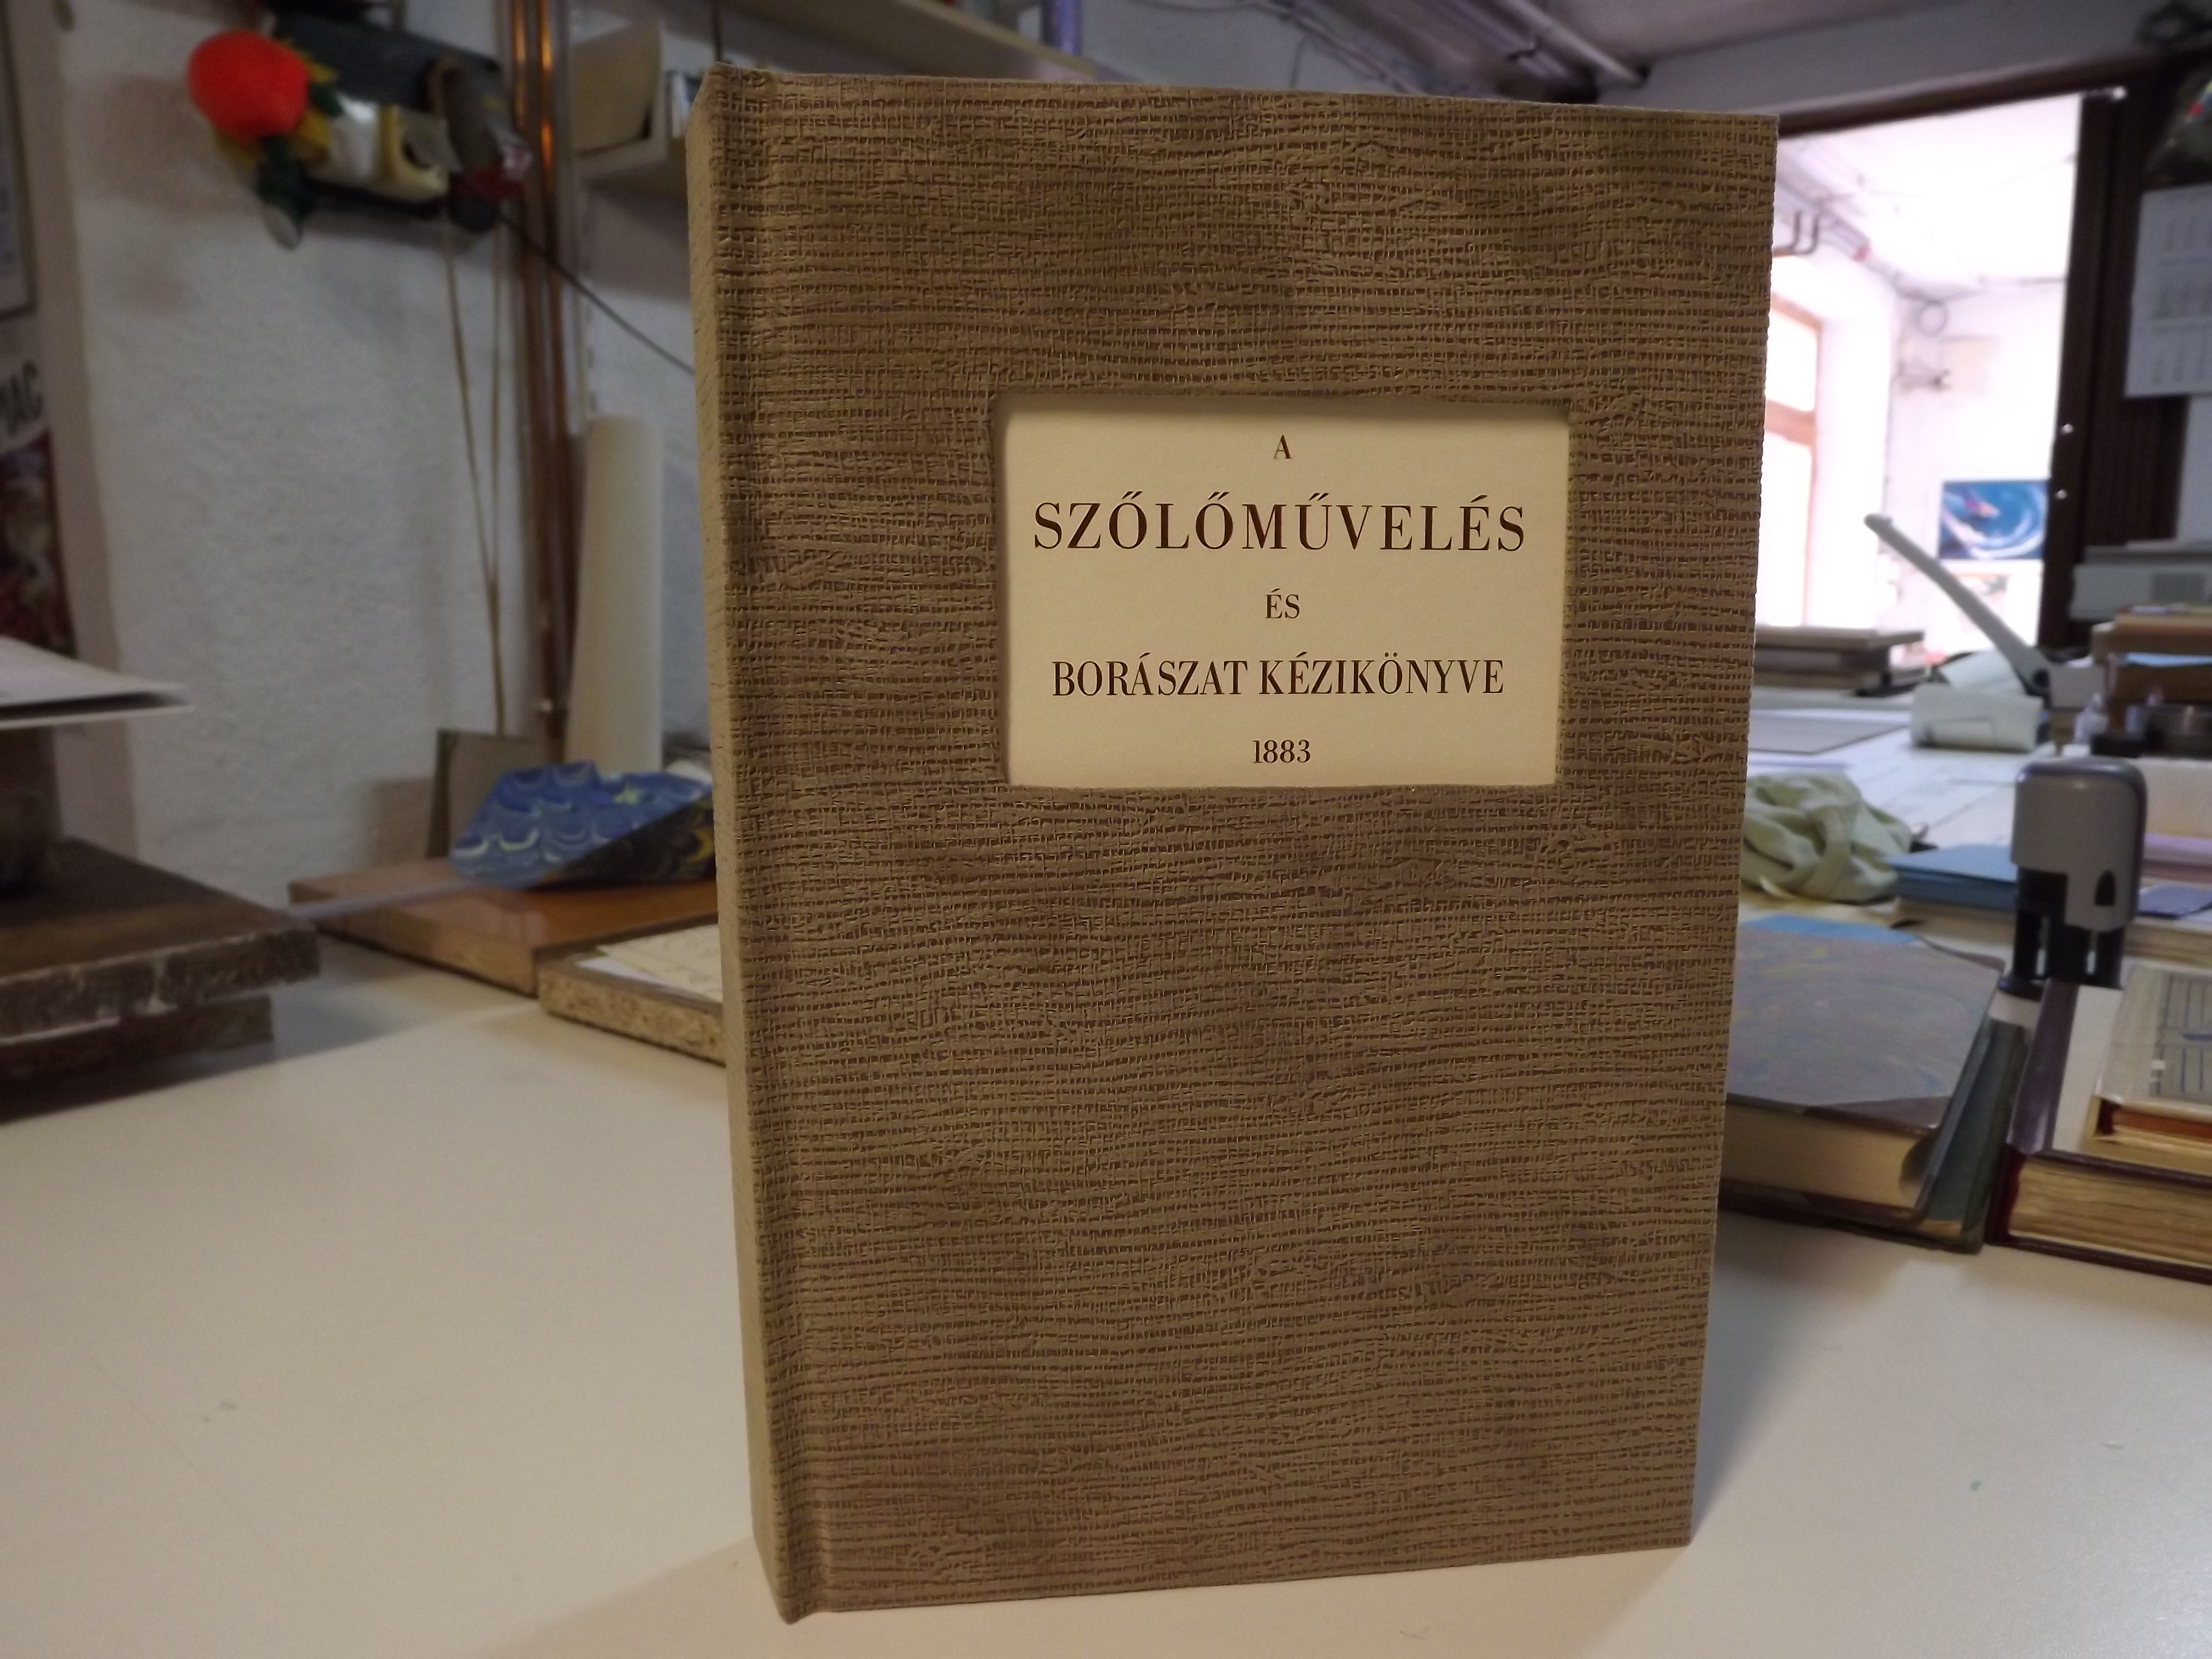 A
SZŐLŐMŰVELÉS
ÉS
BORÁSZAT KÉZIKÖNYVE
1883